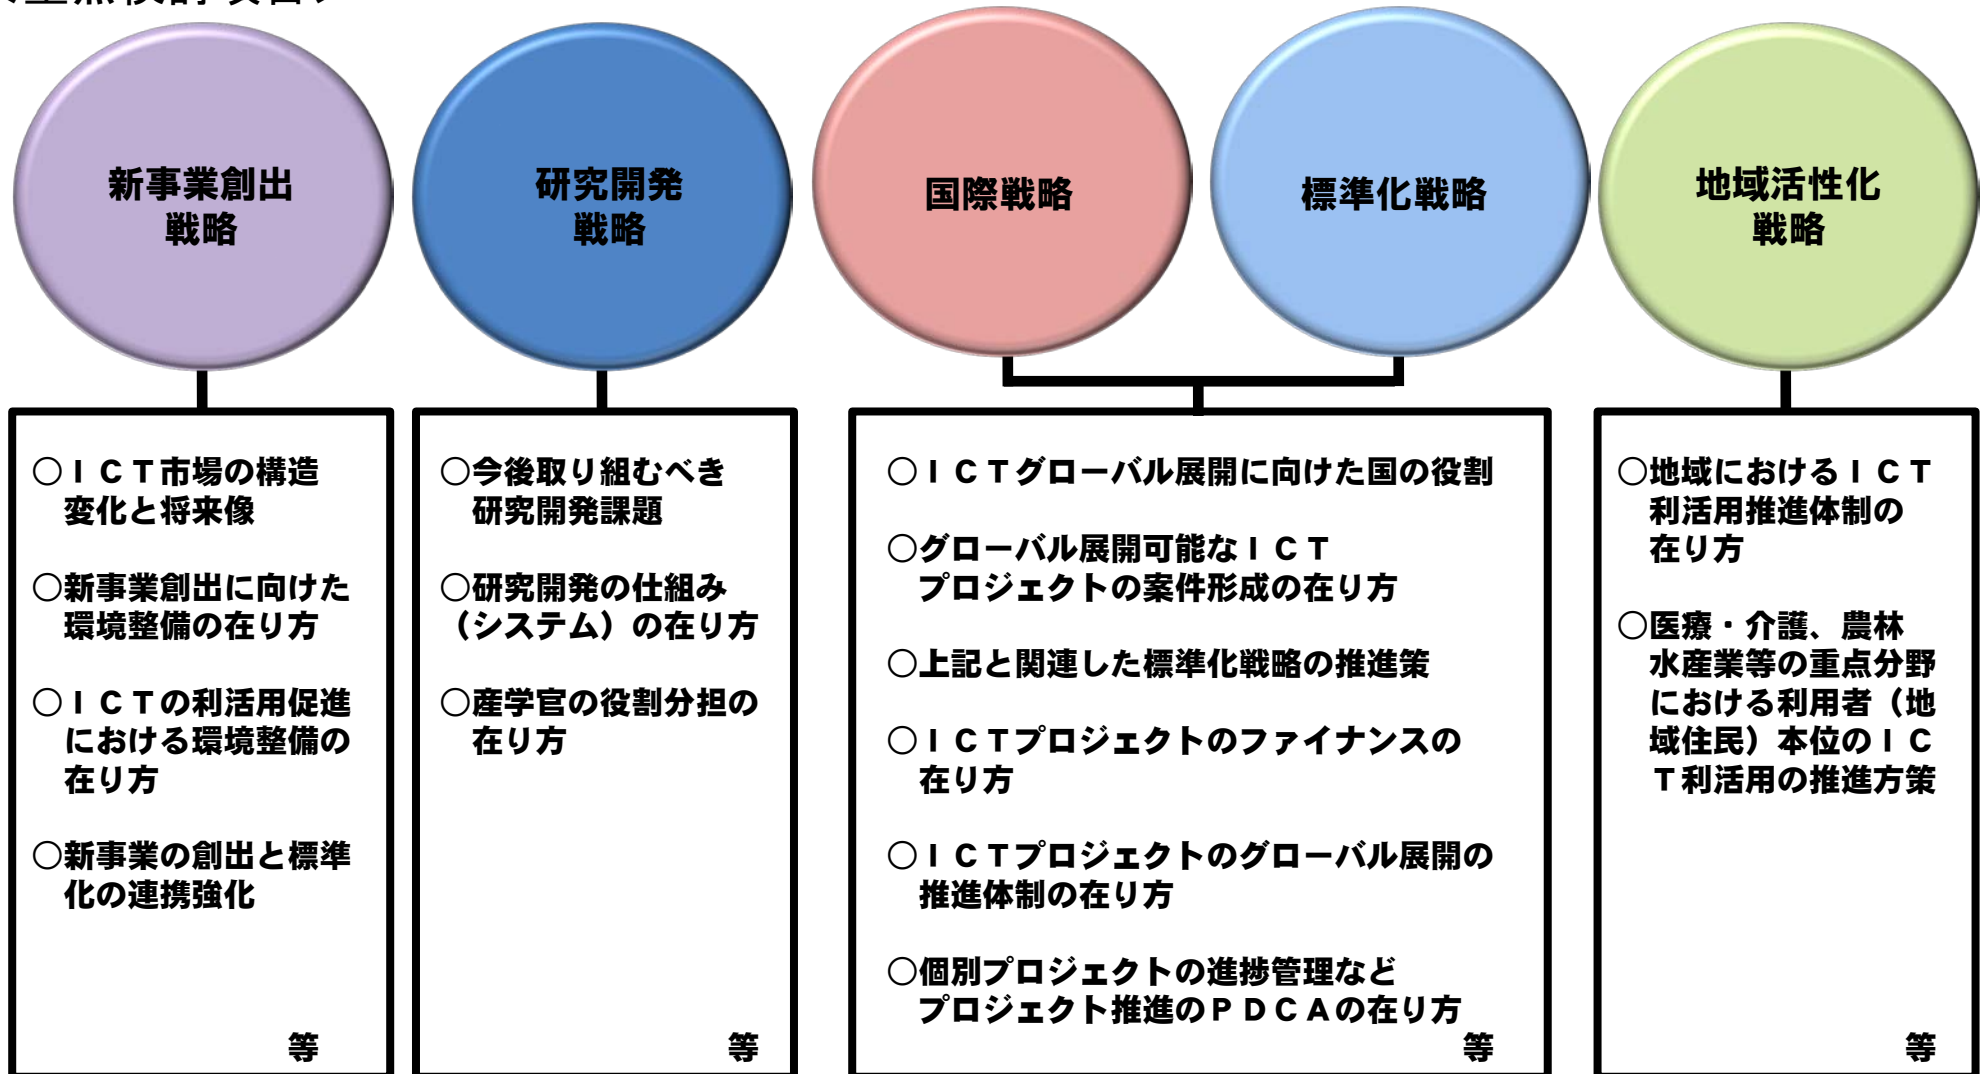 新事業創出
戦略
○ＩＣＴ市場の構造
変化と将来像
○新事業創出に向けた
環境整備の在り方
○ＩＣＴの利活用促進
における環境整備の
在り方
○新事業の創出と標準
化の連携強化
等
研究開発
戦略
○今後取り組むべき
研究開発課題
○研究開発の仕組み
（システム）の在り方
○産学官の役割分担の
在り方
等
国際戦略
標準化戦略
○ＩＣＴグローバル展開に向けた国の役割
○グローバル展開可能なＩＣＴ
プロジェクトの案件形成の在り方
○上記と関連した標準化戦略の推進策
○ＩＣＴプロジェクトのファイナンスの
在り方
○ＩＣＴプロジェクトのグローバル展開の
推進体制の在り方
○個別プロジェクトの進捗管理など
プロジェクト推進のＰＤＣＡの在り方
等
地域活性化
戦略
○地域におけるＩＣＴ
利活用推進体制の
在り方
○医療・介護、農林
水産業等の重点分野
における利用者（地
域住民）本位のＩＣ
Ｔ利活用の推進方策
等